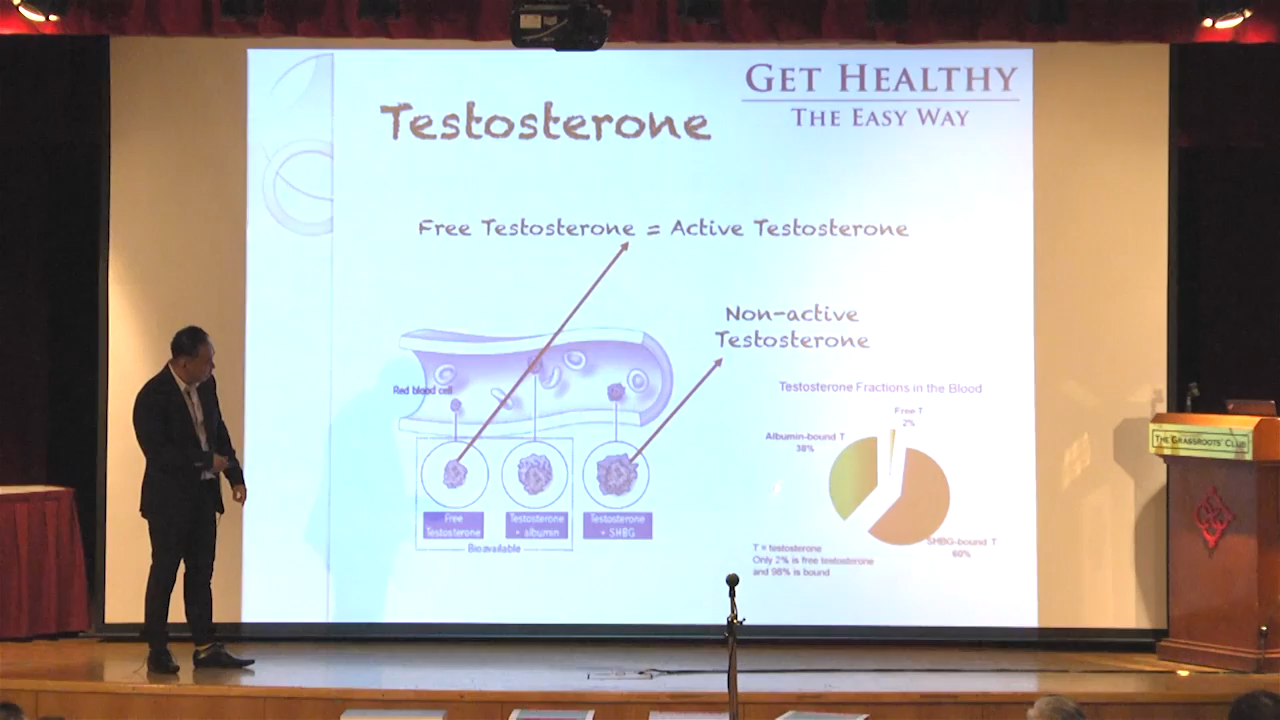 GET HEALTHY
THE EASY WAY
Testosterone
Free Testosterone = Active Testosterone
Non-active
Testosterone
Red blood cell
Free
Testosterone
Testosterone
+ albumin
Testosterone
+ SHBG
Bioavailable
Testosterone Fractions in the Blood
Free T
2%
Albumin-bound T
38%
SHBG-bound T
60%
T = testosterone
Only 2% is free testosterone
and 98% is bound
THE GRASSROOTS' CLUB